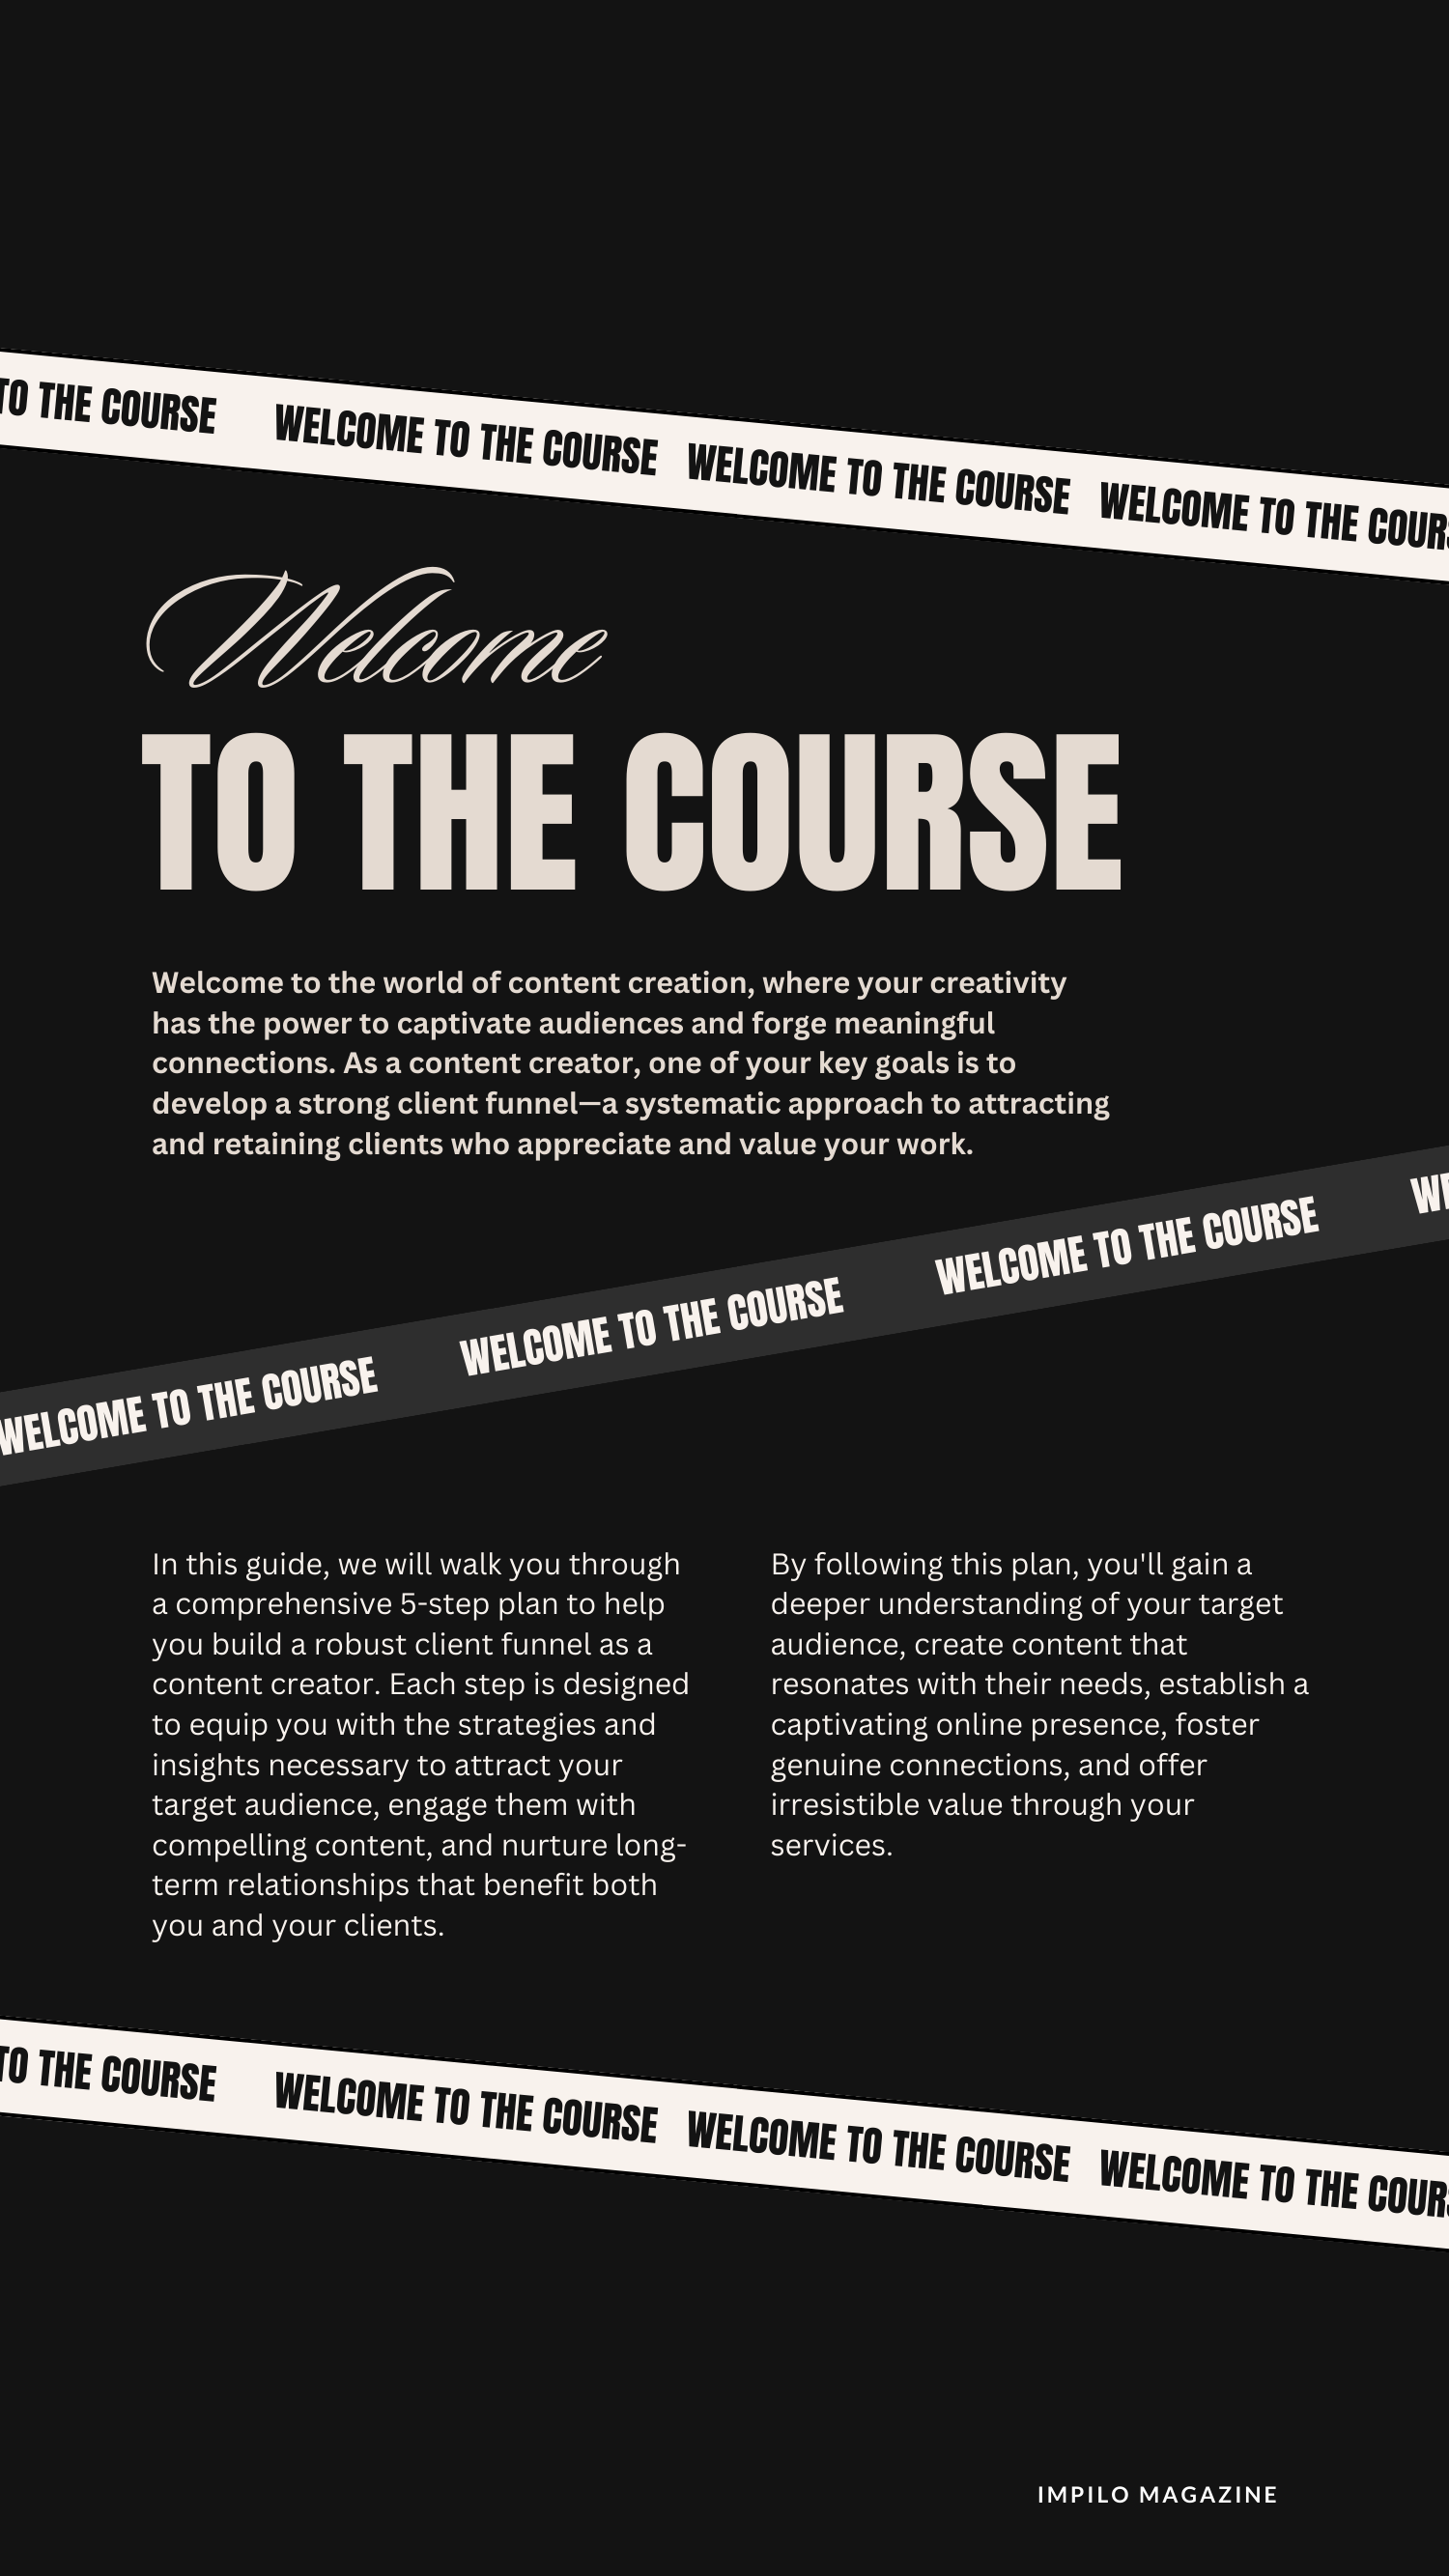 TO THE COURSE WELCOME TO THE COURSE WELCOME TO THE COURSE WELCOME TO THE COURS
Welcome
TO THE COURSE
Welcome to the world of content creation, where your creativity
has the power to captivate audiences and forge meaningful
connections. As a content creator, one of your key goals is to
develop a strong client funnel—a systematic approach to attracting
and retaining clients who appreciate and value your work.
WELCOME TO THE COURSE WELCOME TO THE COURSE WELCOME TO THE COURSE WE
In this guide, we will walk you through
a comprehensive 5-step plan to help
you build a robust client funnel as a
content creator. Each step is designed
to equip you with the strategies and
insights necessary to attract your
target audience, engage them with
compelling content, and nurture long-
term relationships that benefit both
you and your clients.
By following this plan, you'll gain a
deeper understanding of your target
audience, create content that
resonates with their needs, establish a
captivating online presence, foster
genuine connections, and offer
irresistible value through your
services.
TO THE COURSE WELCOME TO THE COURSE WELCOME TO THE COURSE WELCOME TO THE COURS
IMPILO MAGAZINE